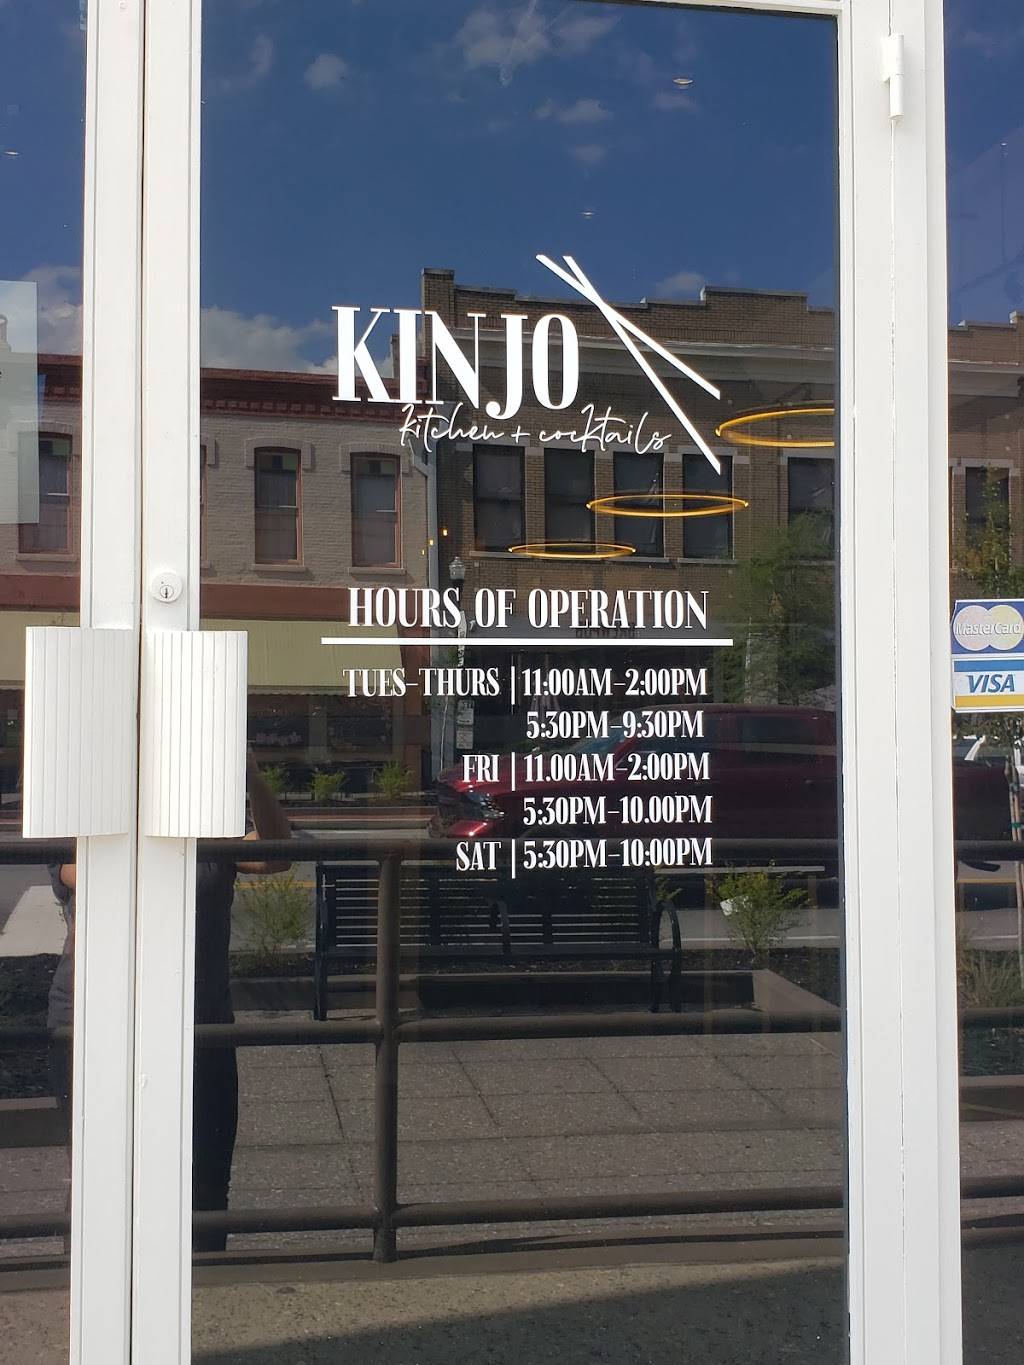 KINJO
kitchen + cocktails
HOURS OF OPERATION
TUES-THURS | 11:00AM-2:00PM
5:30PM-9:30PM
FRI | 11.00AM-2:00PM
5:30PM-10.00PM
SAT | 5:30PM-10:00PM
MasterCard
VISA